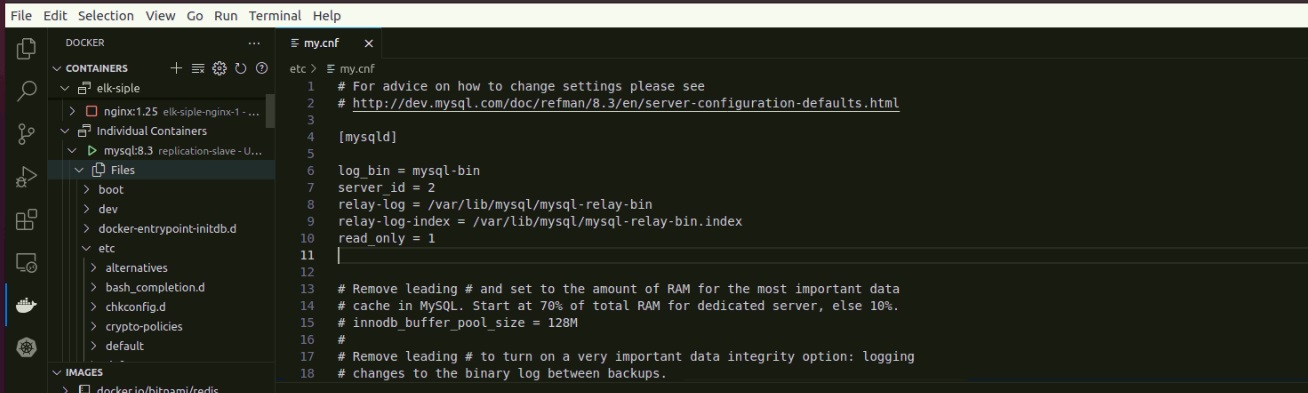 File Edit Selection View Go Run Terminal Help
DOCKER ...
CONTAINERS
elk-siple
nginx:1.25 elk-siple-nginx-1 - ...
Individual Containers
mysql:8.3 replication-slave - U...
Files
boot
dev
docker-entrypoint-initdb.d
etc
alternatives
bash_completion.d
chkconfig.d
crypto-policies
default
IMAGES
docker.io/bitnami/redis
my.cnf
etc > my.cnf
1 # For advice on how to change settings please see
2 # http://dev.mysql.com/doc/refman/8.3/en/server-configuration-defaults.html
3
4 [mysqld]
5
6 log_bin = mysql-bin
7 server_id = 2
8 relay-log = /var/lib/mysql/mysql-relay-bin
9 relay-log-index = /var/lib/mysql/mysql-relay-bin.index
10 read_only = 1
11
12
13 # Remove leading # and set to the amount of RAM for the most important data
14 # cache in MySQL. Start at 70% of total RAM for dedicated server, else 10%.
15 # innodb_buffer_pool_size = 128M
16 #
17 # Remove leading # to turn on a very important data integrity option: logging
18 # changes to the binary log between backups.